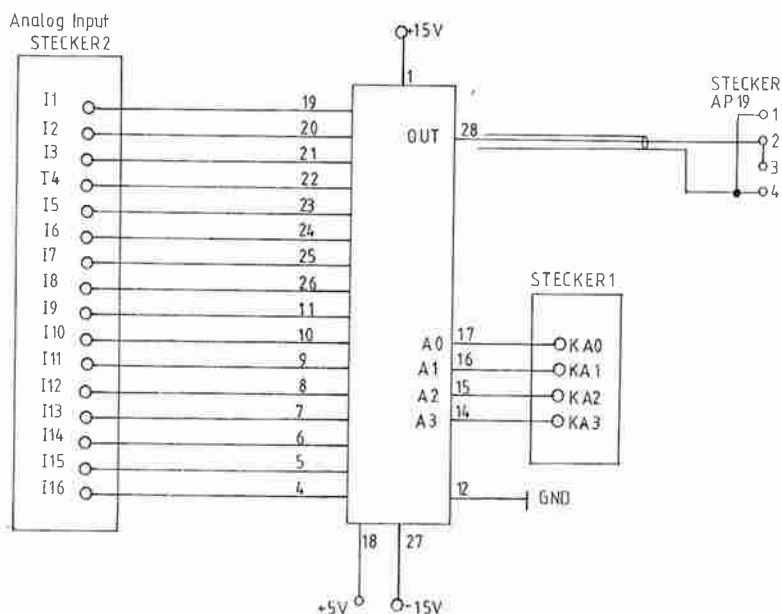 Analog Input
STECKER2
+15V
1
STECKER
AP19
I1 19
I2 20
I3 21
I4 22
I5 23
I6 24
I7 25
I8 26
I9 11
I10 10
I11 9
I12 8
I13 7
I14 6
I15 5
I16 4
OUT 28
1
2
3
4
STECKER1
A0 17 KA0
A1 16 KA1
A2 15 KA2
A3 14 KA3
12 GND
18 27
+5V -15V